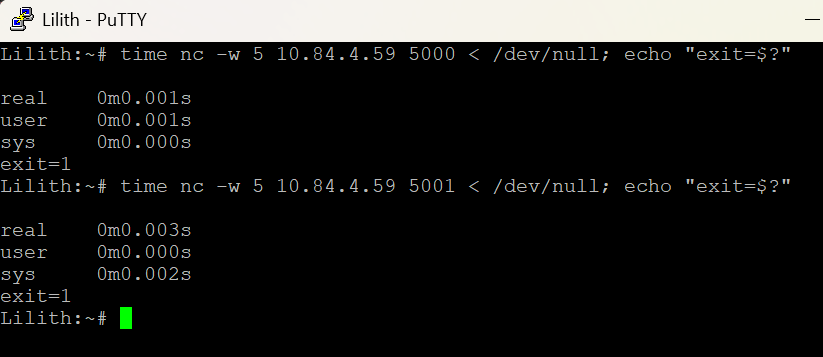 Lilith - PuTTY
Lilith:~# time nc -w 5 10.84.4.59 5000 < /dev/null; echo "exit=$?"
real    0m0.001s
user    0m0.001s
sys     0m0.000s
exit=1
Lilith:~# time nc -w 5 10.84.4.59 5001 < /dev/null; echo "exit=$?"
real    0m0.003s
user    0m0.000s
sys     0m0.002s
exit=1
Lilith:~#